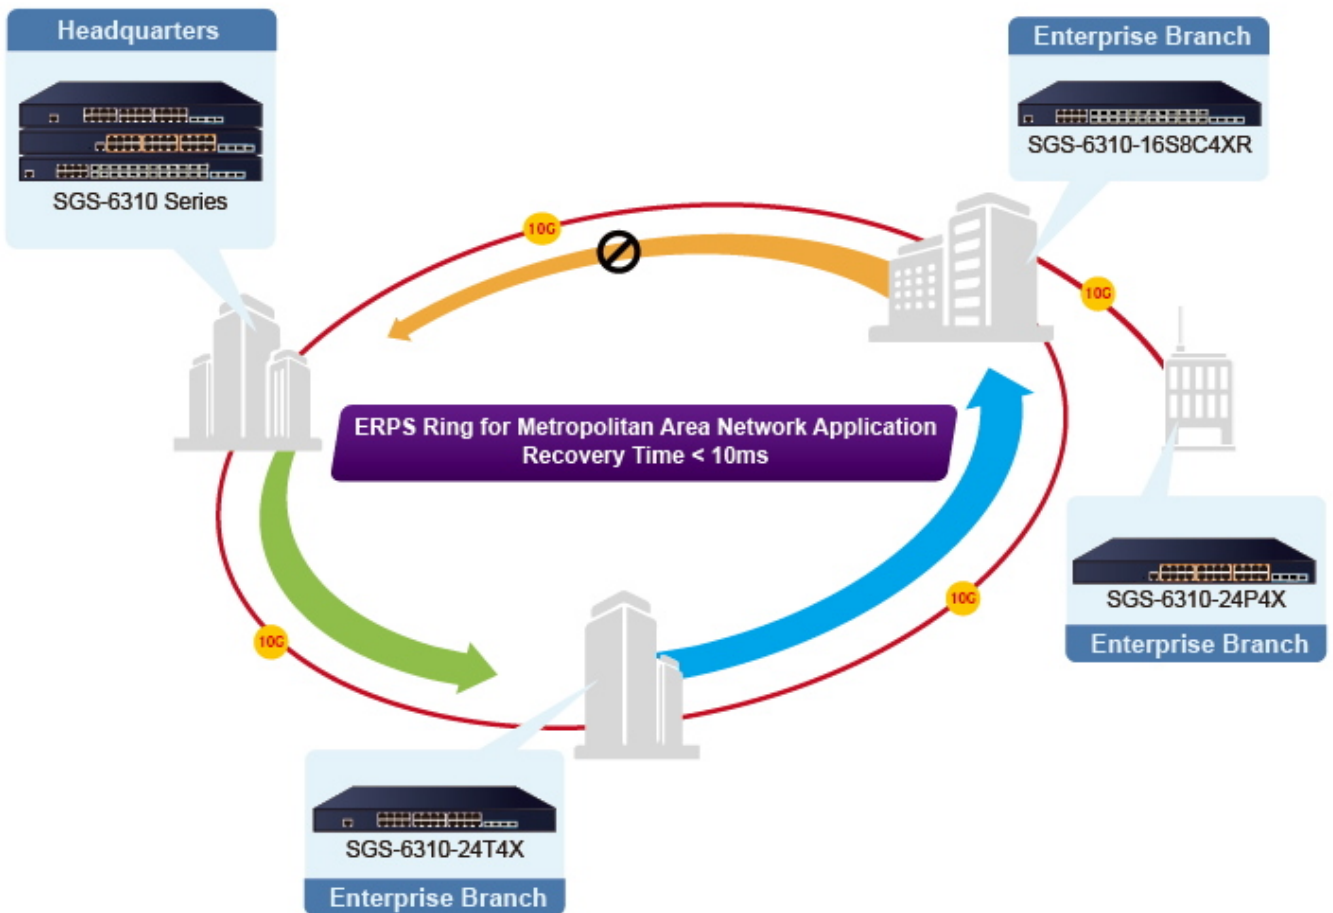 Headquarters
SGS-6310 Series
Enterprise Branch
SGS-6310-16S8C4XR
10G
10G
ERPS Ring for Metropolitan Area Network Application
Recovery Time < 10ms
10G
10G
SGS-6310-24P4X
Enterprise Branch
SGS-6310-24T4X
Enterprise Branch